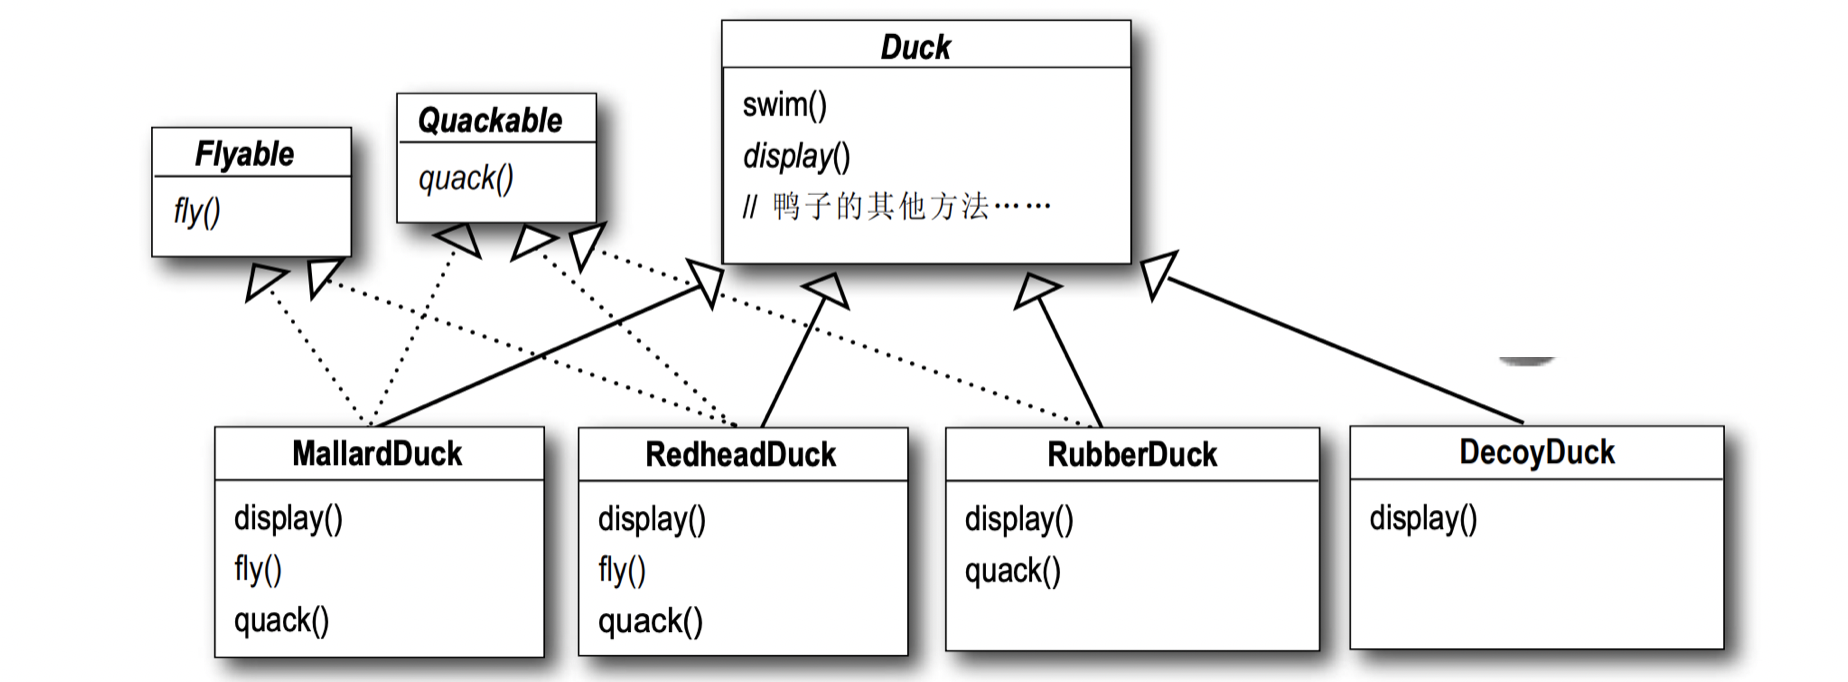 Duck
swim()
display()
// 鸭子的其他方法……
Quackable
quack()
Flyable
fly()
MallardDuck
display()
fly()
quack()
RedheadDuck
display()
fly()
quack()
RubberDuck
display()
quack()
DecoyDuck
display()